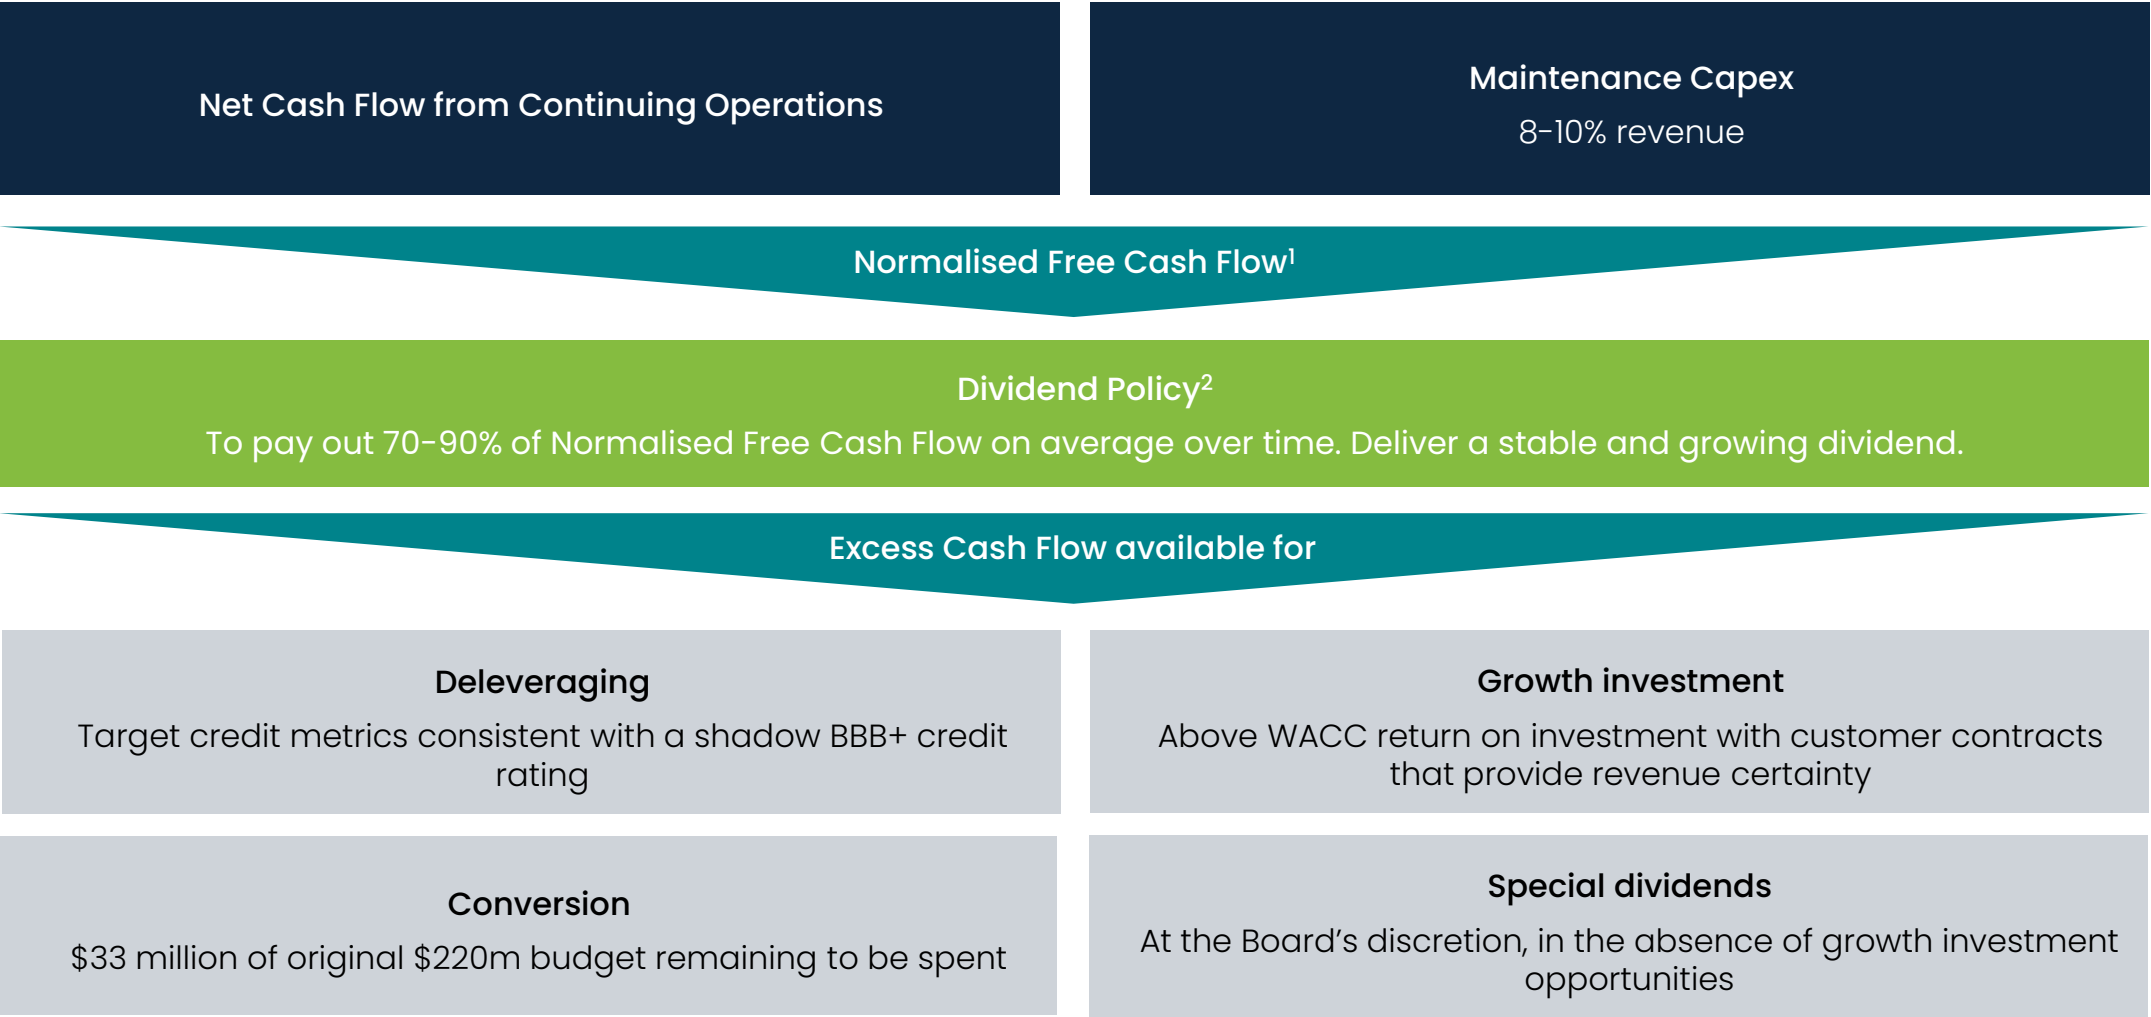 Net Cash Flow from Continuing Operations
Maintenance Capex
8-10% revenue
Normalised Free Cash Flow¹
Dividend Policy²
To pay out 70-90% of Normalised Free Cash Flow on average over time. Deliver a stable and growing dividend.
Excess Cash Flow available for
Deleveraging
Target credit metrics consistent with a shadow BBB+ credit
rating
Growth investment
Above WACC return on investment with customer contracts
that provide revenue certainty
Conversion
$33 million of original $220m budget remaining to be spent
Special dividends
At the Board’s discretion, in the absence of growth investment
opportunities